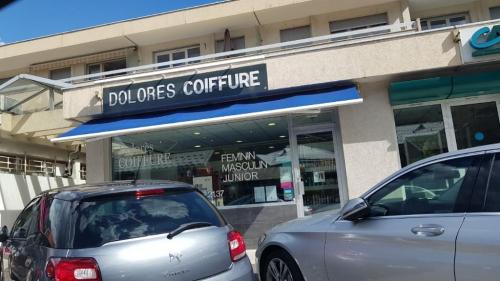 DOLORES COIFFURE
COIFFURE
FEMININ
MASCULIN
JUNIOR